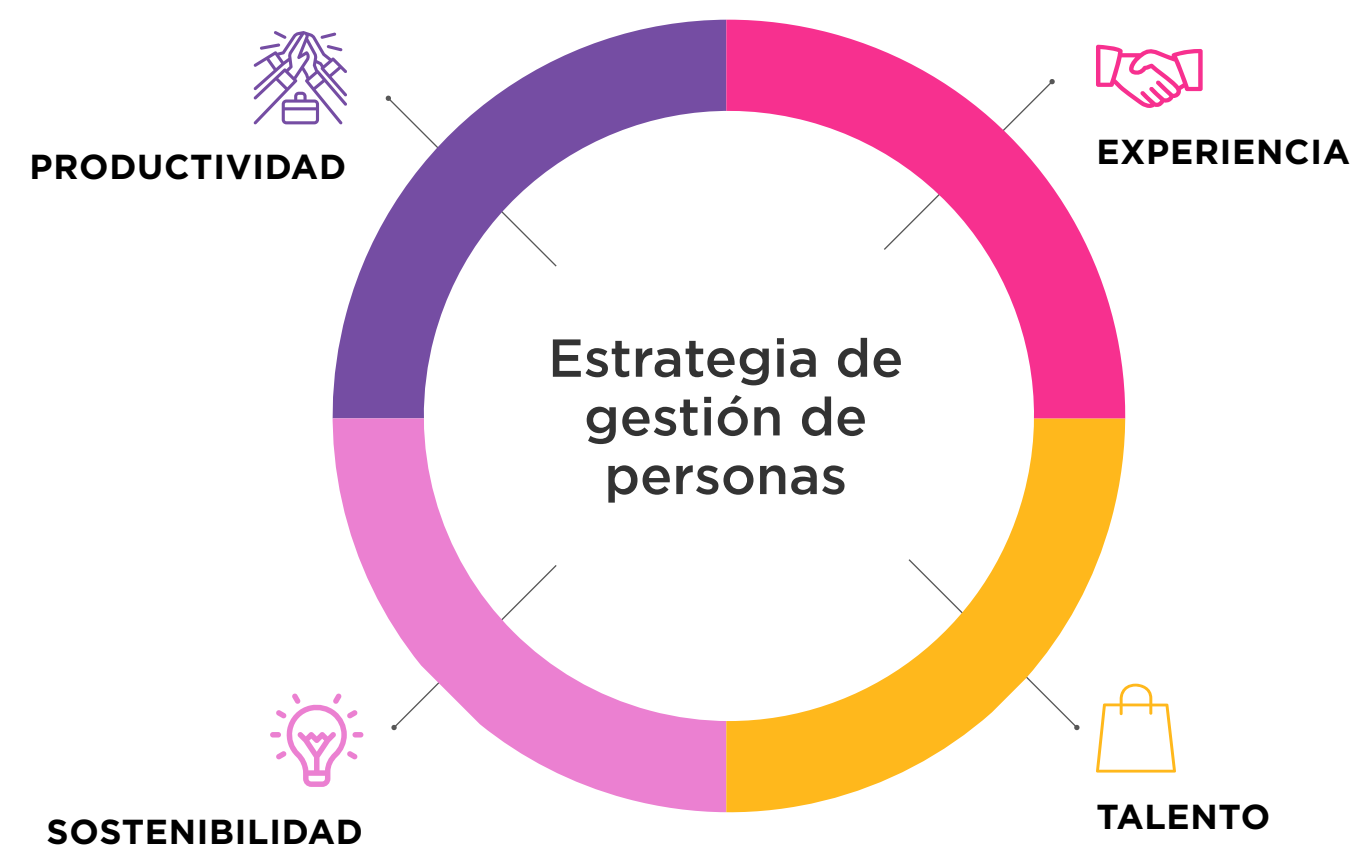 PRODUCTIVIDAD
EXPERIENCIA
Estrategia de
gestión de
personas
SOSTENIBILIDAD
TALENTO